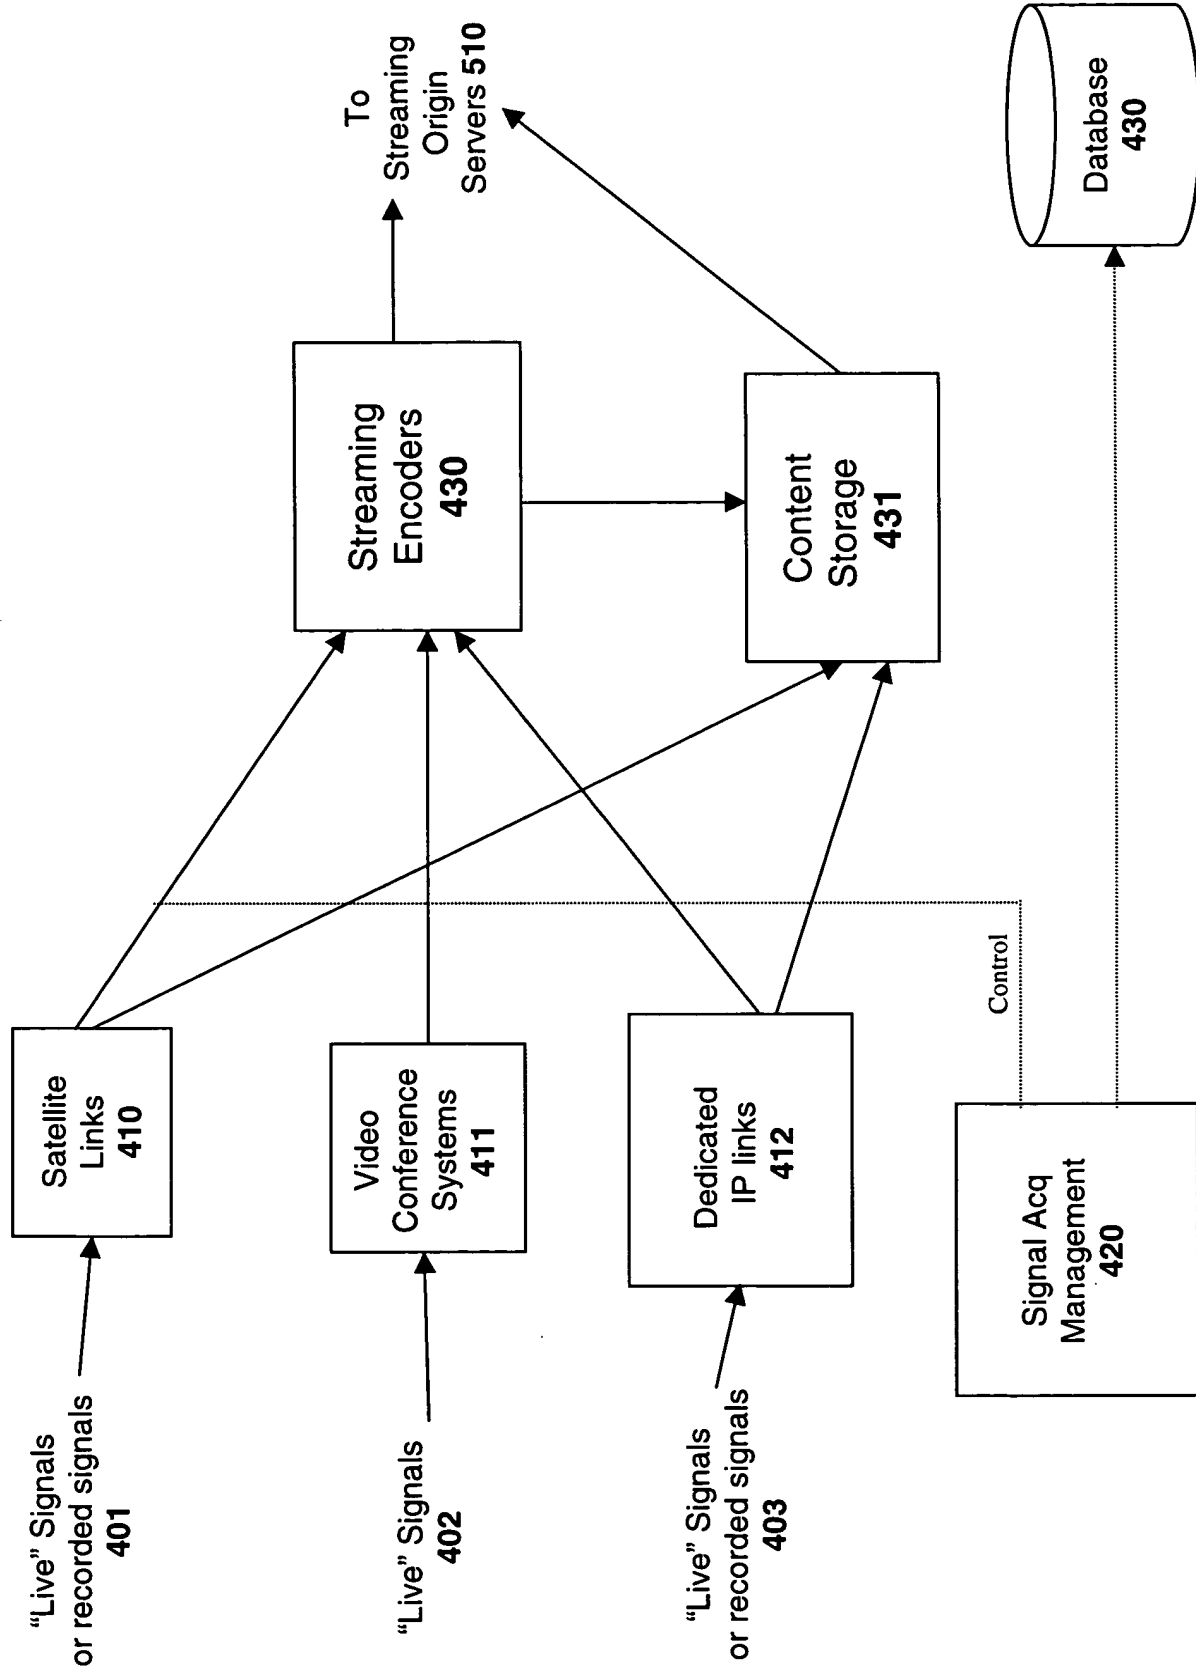 “Live” Signals
or recorded signals
401
“Live” Signals
402
“Live” Signals
or recorded signals
403
Satellite
Links
410
Video
Conference
Systems
411
Dedicated
IP links
412
Signal Acq
Management
420
Control
Streaming
Encoders
430
Content
Storage
431
To
Streaming
Origin
Servers 510
Database
430